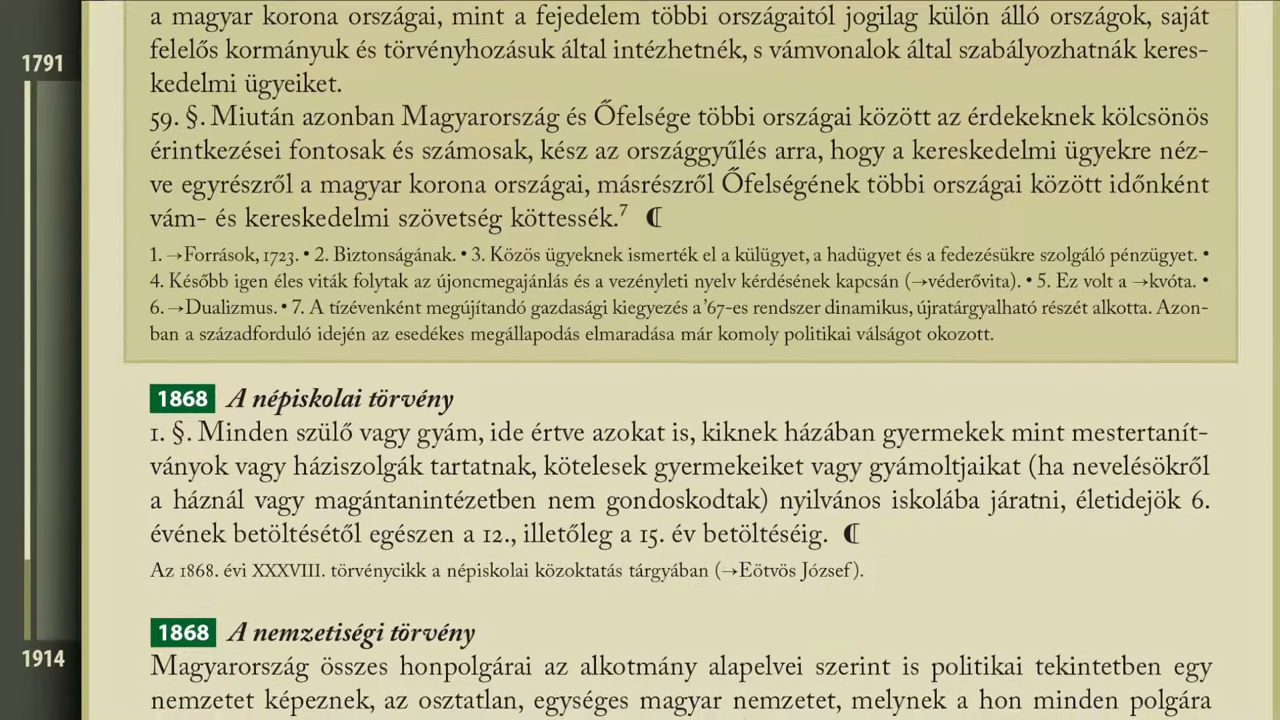 a magyar korona országai, mint a fejedelem többi országaitól jogilag külön álló országok, saját
felelős kormányuk és törvényhozásuk által intézhetnék, s vámvonalok által szabályozhatnák keres-
kedelmi ügyeiket.
59. §. Miután azonban Magyarország és Őfelsége többi országai között az érdekeknek kölcsönös
érintkezései fontosak és számosak, kész az országgyűlés arra, hogy a kereskedelmi ügyekre néz-
ve egyrészről a magyar korona országai, másrészről Őfelségének többi országai között időnként
vám- és kereskedelmi szövetség köttessék.⁷ ¶
1. →Források, 1723. • 2. Biztonságának. • 3. Közös ügyeknek ismerték el a külügyet, a hadügyet és a fedezésükre szolgáló pénzügyet. •
4. Később igen éles viták folytak az újoncmegajánlás és a vezényleti nyelv kérdésének kapcsán (→véderővita). • 5. Ez volt a →kvóta. •
6. →Dualizmus. • 7. A tízévenként megújítandó gazdasági kiegyezés a '67-es rendszer dinamikus, újratárgyalható részét alkotta. Azon-
ban a századforduló idején az esedékes megállapodás elmaradása már komoly politikai válságot okozott.
1791
1868 A népiskolai törvény
1. §. Minden szülő vagy gyám, ide értve azokat is, kiknek házában gyermekek mint mestertanít-
ványok vagy háziszolgák tartatnak, kötelesek gyermekeiket vagy gyámoltjaikat (ha nevelésökről
a háznál vagy magántanintézetben nem gondoskodtak) nyilvános iskolába járatni, életidejök 6.
évének betöltésétől egészen a 12., illetőleg a 15. év betöltéséig. ¶
Az 1868. évi XXXVIII. törvénycikk a népiskolai közoktatás tárgyában (→Eötvös József).
1868 A nemzetiségi törvény
Magyarország összes honpolgárai az alkotmány alapelvei szerint is politikai tekintetben egy
nemzetet képeznek, az osztatlan, egységes magyar nemzetet, melynek a hon minden polgára
1914